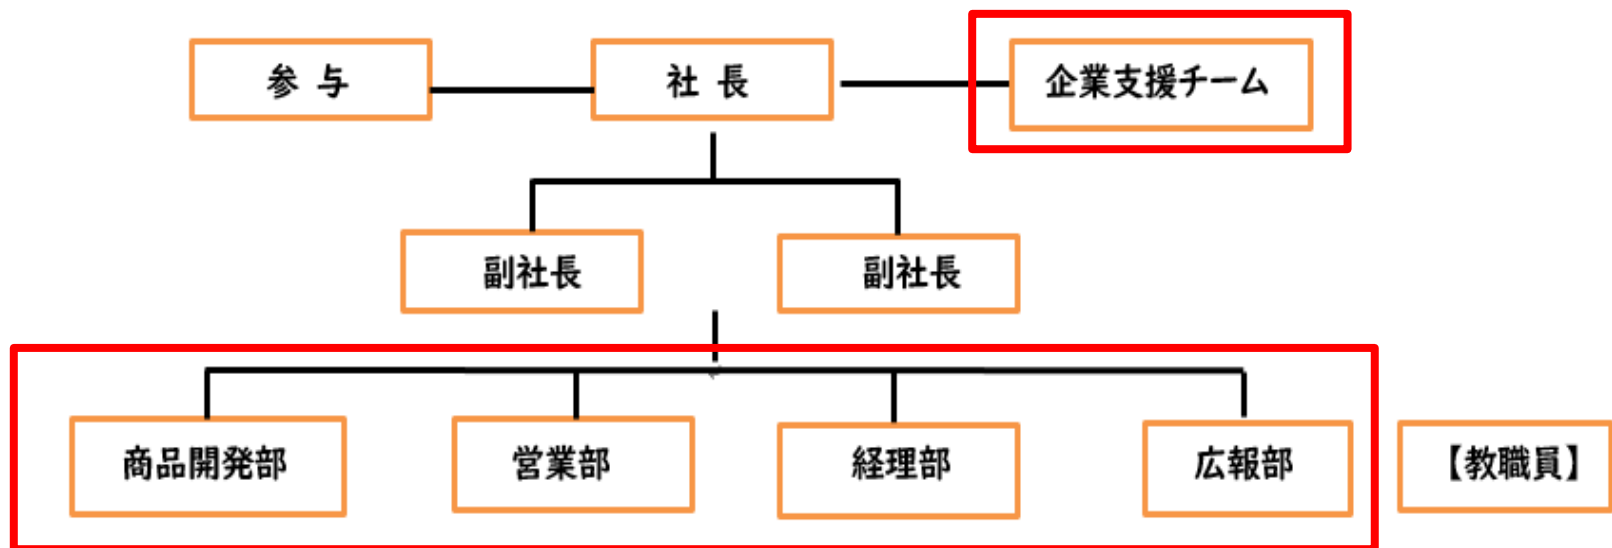 参 与
社 長
企業支援チーム
副社長
副社長
商品開発部
営業部
経理部
広報部
【教職員】